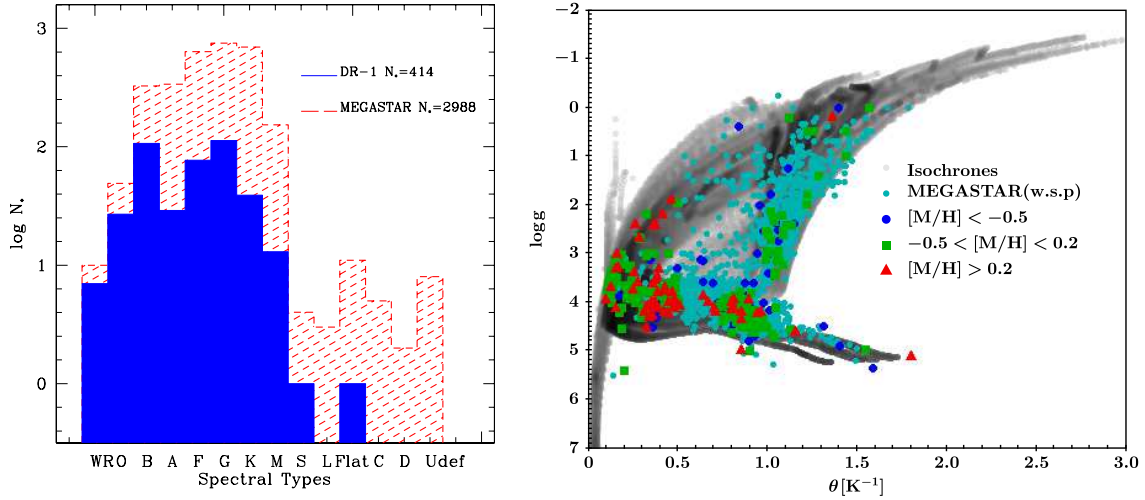 3
2
1
0
log N.
DR-1 N.=414
MEGASTAR N.=2988
WRO B A F G K M S L Flat C D Udef
Spectral Types
−2
−1
0
1
2
3
4
5
6
7
logg
Isochrones
MEGASTAR(w.s.p)
[M/H] < −0.5
−0.5 < [M/H] < 0.2
[M/H] > 0.2
0 0.5 1.0 1.5 2.0 2.5 3.0
θ[K⁻¹]